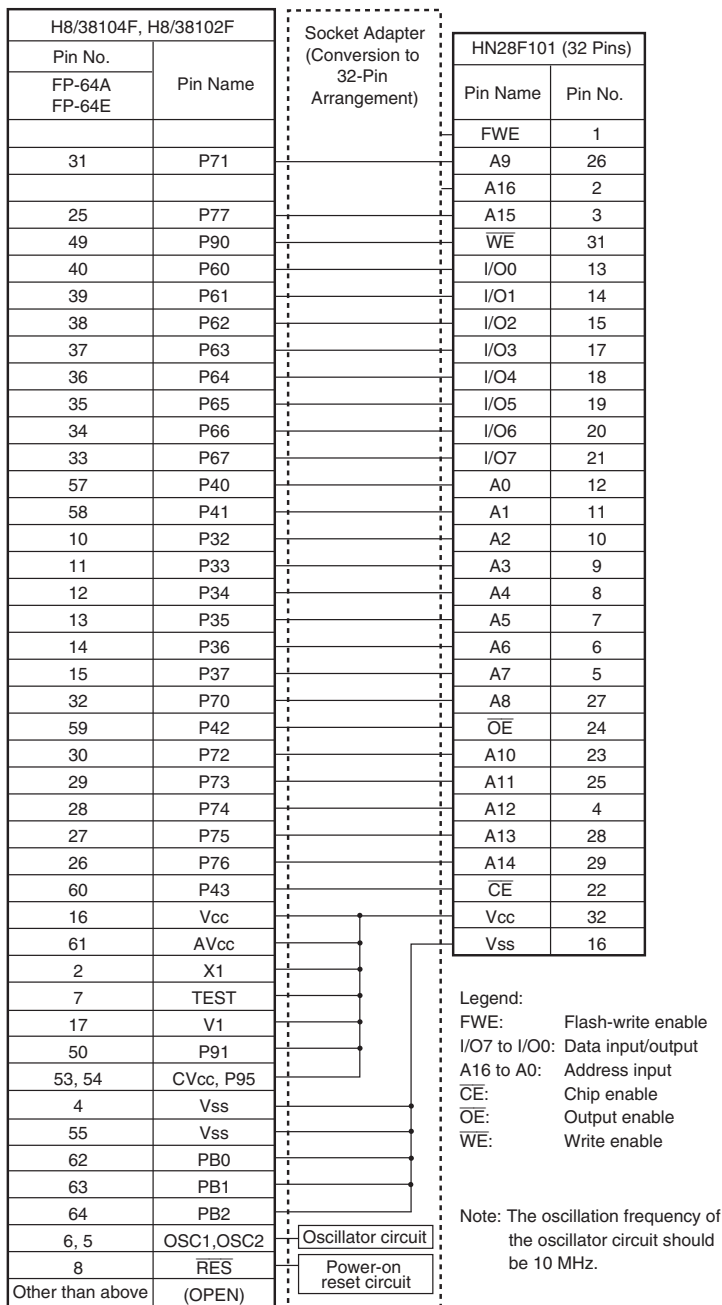 H8/38104F, H8/38102F
Pin No.
FP-64A
FP-64E
Pin Name
Socket Adapter
(Conversion to
32-Pin
Arrangement)
HN28F101 (32 Pins)
Pin Name Pin No.
FWE 1
31 P71 A9 26
A16 2
25 P77 A15 3
49 P90 W̅E̅ 31
40 P60 I/O0 13
39 P61 I/O1 14
38 P62 I/O2 15
37 P63 I/O3 17
36 P64 I/O4 18
35 P65 I/O5 19
34 P66 I/O6 20
33 P67 I/O7 21
57 P40 A0 12
58 P41 A1 11
10 P32 A2 10
11 P33 A3 9
12 P34 A4 8
13 P35 A5 7
14 P36 A6 6
15 P37 A7 5
32 P70 A8 27
59 P42 O̅E̅ 24
30 P72 A10 23
29 P73 A11 25
28 P74 A12 4
27 P75 A13 28
26 P76 A14 29
60 P43 C̅E̅ 22
16 Vcc Vcc 32
61 AVcc Vss 16
2 X1
7 TEST
17 V1
50 P91
53, 54 CVcc, P95
4 Vss
55 Vss
62 PB0
63 PB1
64 PB2
6, 5 OSC1,OSC2 Oscillator circuit
8 R̅E̅S̅ Power-on
reset circuit
Other than above (OPEN)
Legend:
FWE: Flash-write enable
I/O7 to I/O0: Data input/output
A16 to A0: Address input
C̅E̅: Chip enable
O̅E̅: Output enable
W̅E̅: Write enable
Note: The oscillation frequency of
the oscillator circuit should
be 10 MHz.